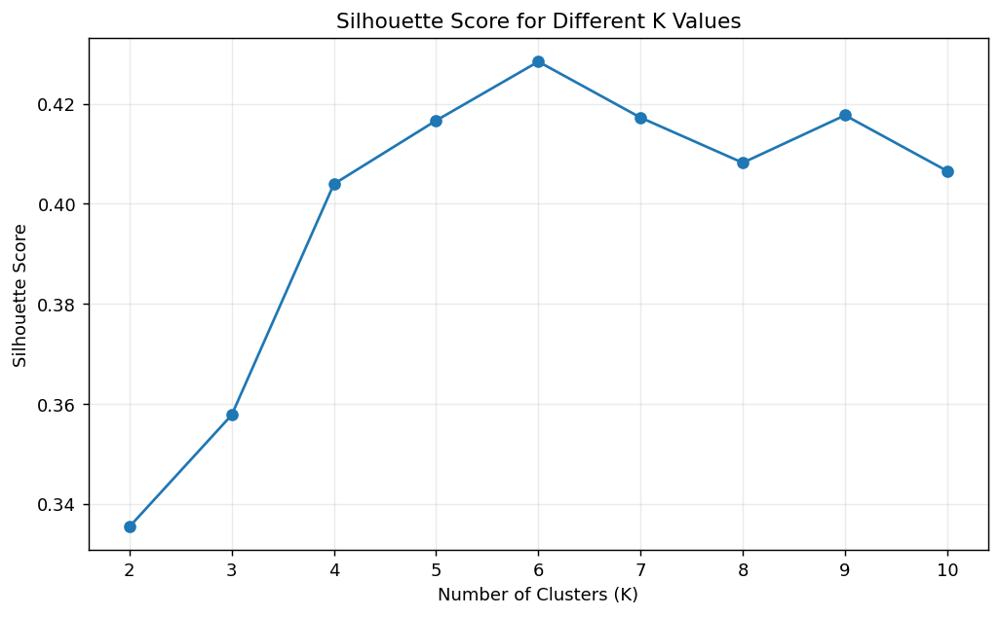 Silhouette Score for Different K Values
Silhouette Score
0.42
0.40
0.38
0.36
0.34
2 3 4 5 6 7 8 9 10
Number of Clusters (K)